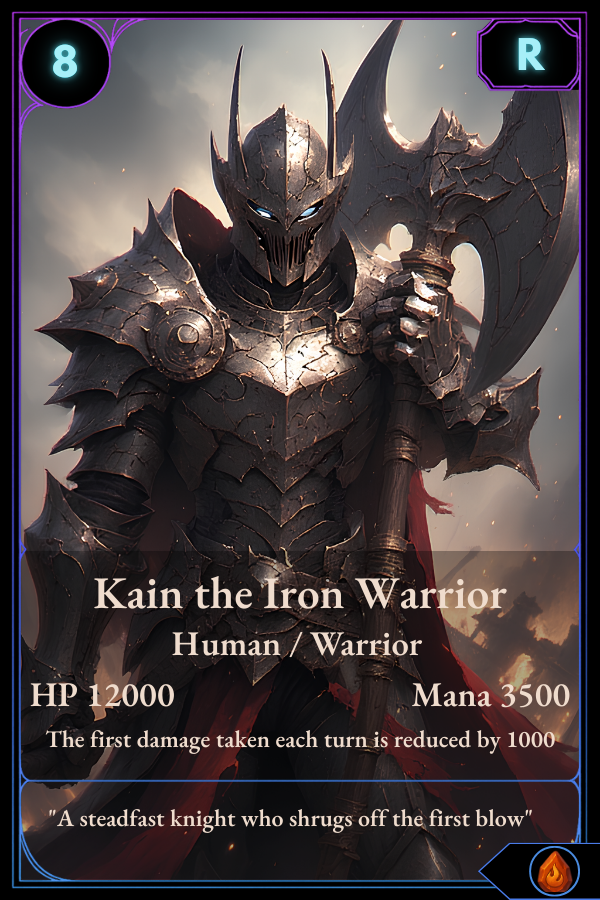 8
R
Kain the Iron Warrior
Human / Warrior
HP 12000
Mana 3500
The first damage taken each turn is reduced by 1000
"A steadfast knight who shrugs off the first blow"